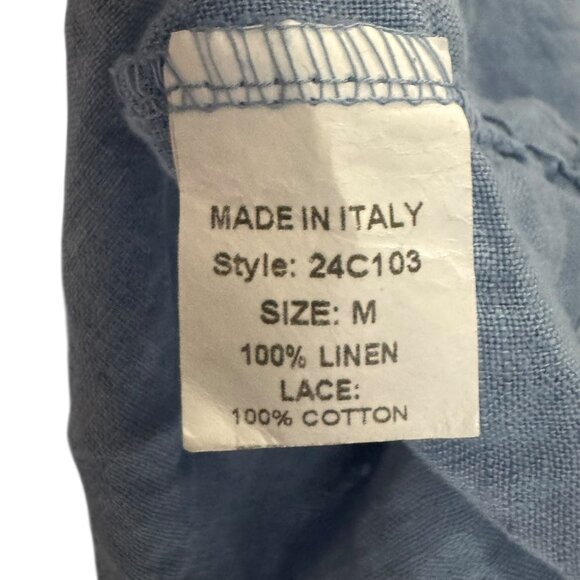 MADE IN ITALY
Style: 24C103
SIZE: M
100% LINEN
LACE:
100% COTTON